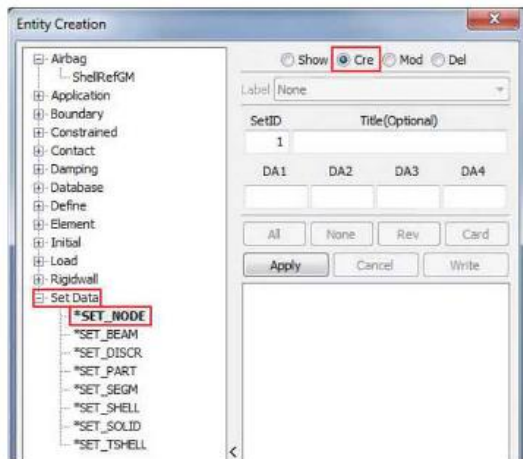 Entity Creation
Airbag
ShellRefGM
Application
Boundary
Constrained
Contact
Damping
Database
Define
Element
Initial
Load
Rigidwall
Set Data
*SET_NODE
*SET_BEAM
*SET_DISCR
*SET_PART
*SET_SEGM
*SET_SHELL
*SET_SOLID
*SET_TSHELL
Show Cre Mod Del
Label None
SetID Title(Optional)
1
DA1 DA2 DA3 DA4
All None Rev Card
Apply Cancel Write
<